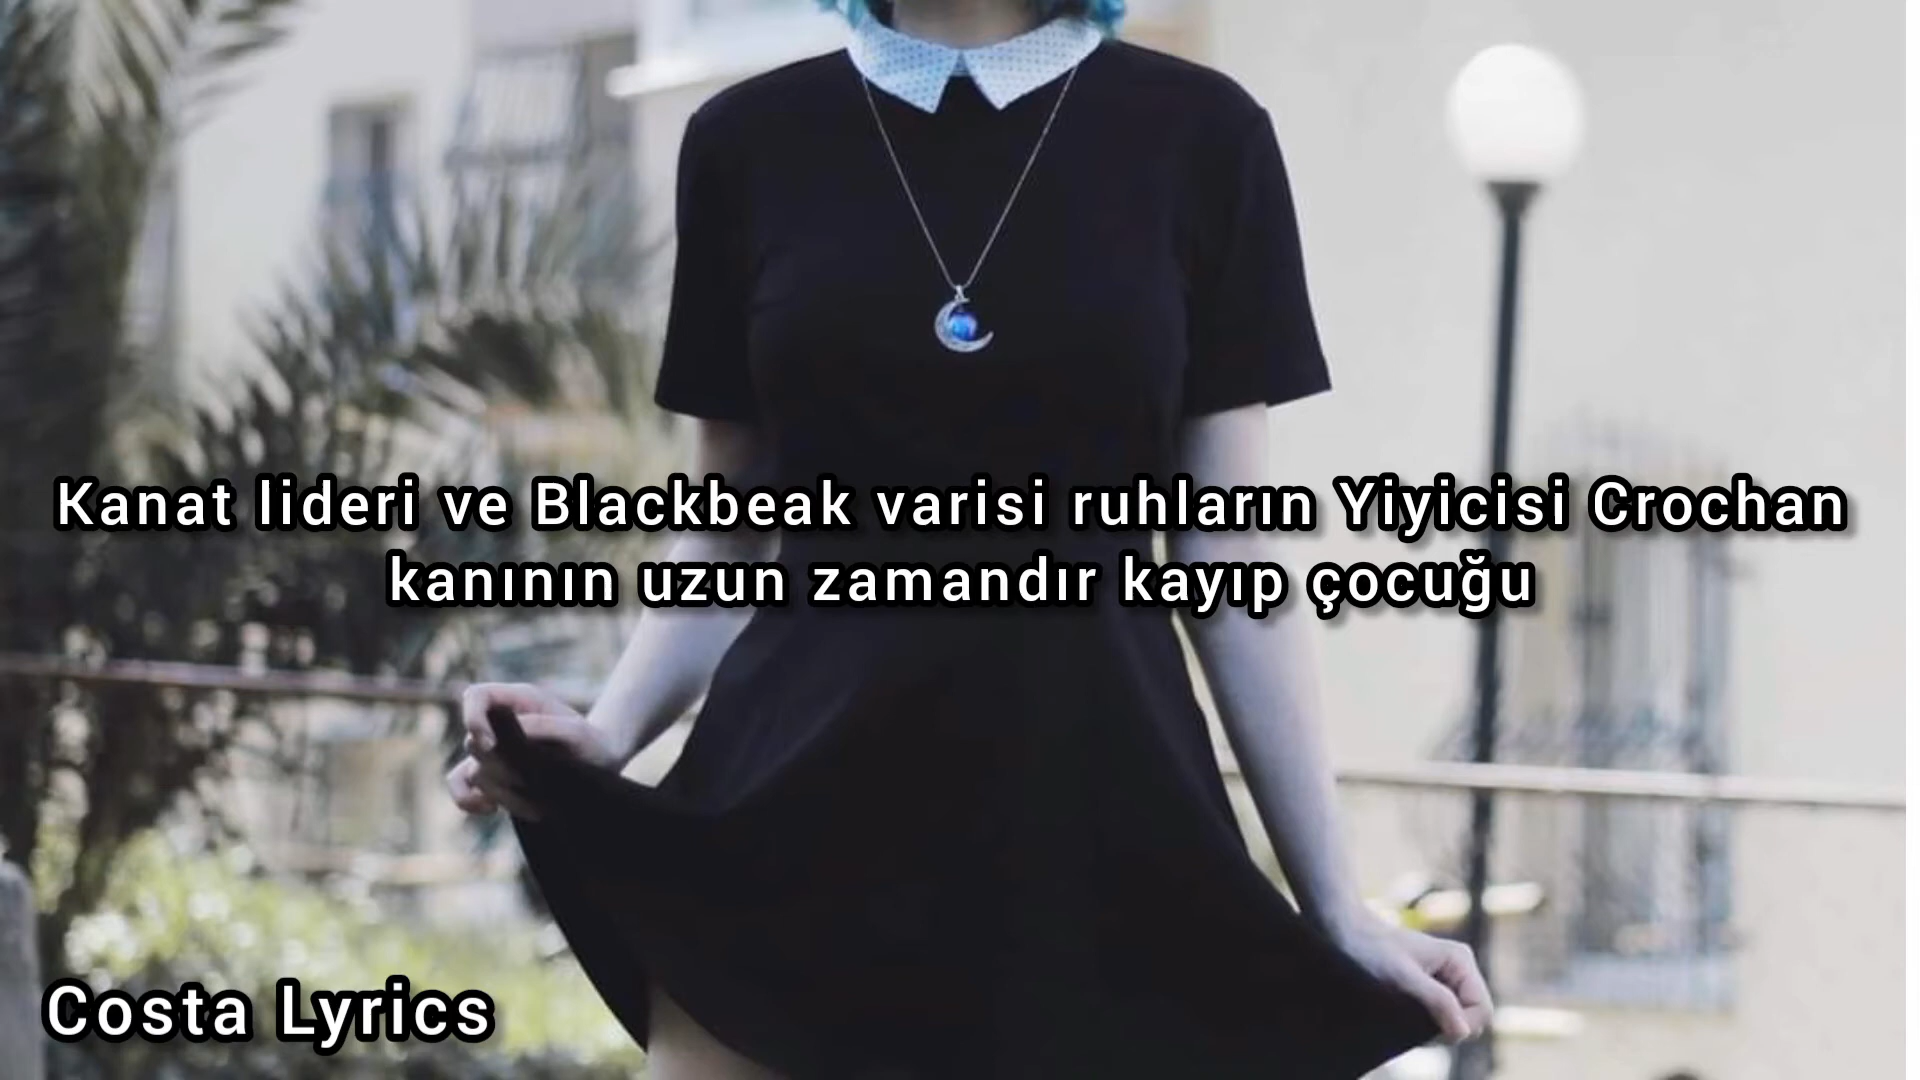 Kanat lideri ve Blackbeak varisi ruhların Yiyicisi Crochan
kanının uzun zamandır kayıp çocuğu
Costa Lyrics